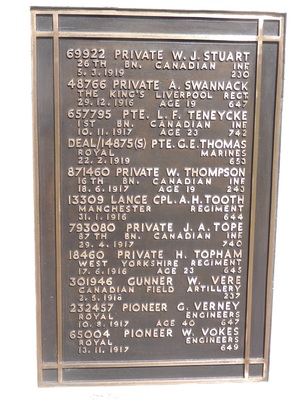 69922 PRIVATE W. J. STUART
26TH BN. CANADIAN INF
5. 3. 1919 230
48766 PRIVATE A. SWANNACK
THE KING'S LIVERPOOL REGT.
29. 12. 1916 AGE 19 647
657795 PTE. L. F. TENEYCKE
1ST BN. CANADIAN INF
10. 11. 1917 AGE 23 742
DEAL/14875(S) PTE. G.E. THOMAS
ROYAL MARINES
22. 2. 1919 653
871460 PRIVATE W. THOMPSON
16TH BN. CANADIAN INF
18. 6. 1917 AGE 19 243
13309 LANCE CPL. A.H. TOOTH
MANCHESTER REGIMENT
31. 1. 1916 644
793080 PRIVATE J. A. TOPE
87TH BN. CANADIAN INF
29. 4. 1917 740
18460 PRIVATE H. TOPHAM
WEST YORKSHIRE REGIMENT
17. 6. 1916 AGE 23 645
301946 GUNNER W. VERE
CANADIAN FIELD ARTILLERY
2. 5. 1918 237
232457 PIONEER G. VERNEY
ROYAL ENGINEERS
10. 8. 1917 AGE 40 647
65004 PIONEER W. VOKES
ROYAL ENGINEERS
13. 11. 1917 649